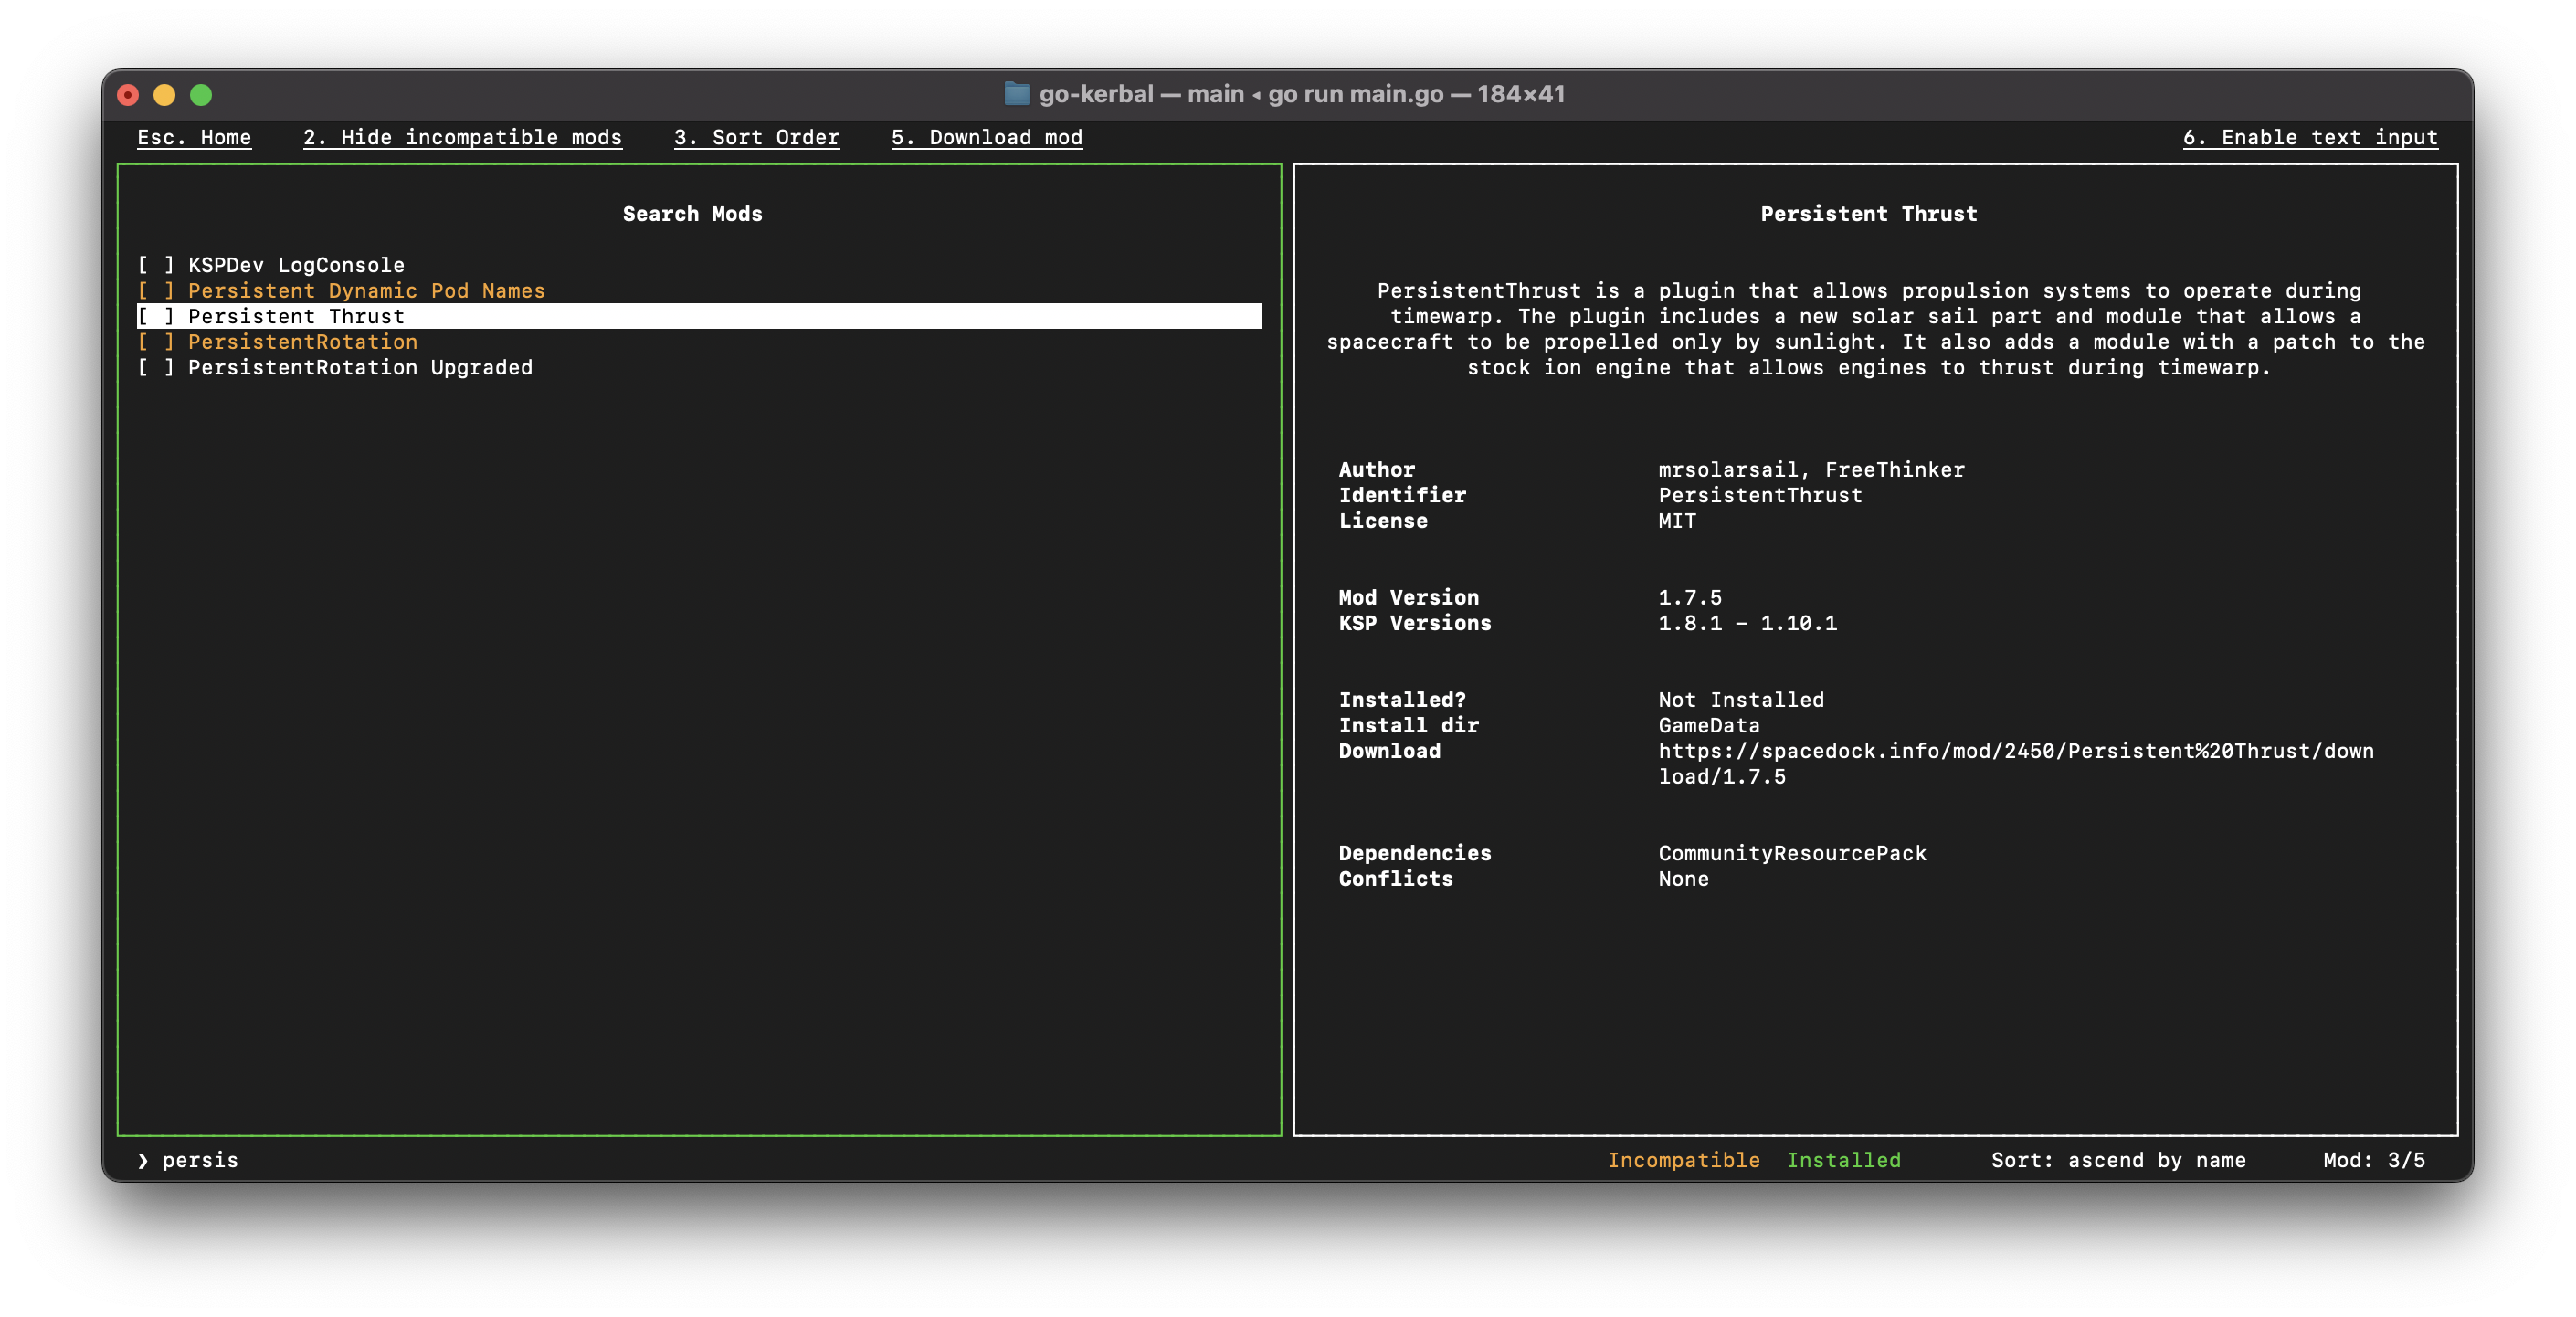 go-kerbal — main ◂ go run main.go — 184×41
Esc. Home 2. Hide incompatible mods 3. Sort Order 5. Download mod 6. Enable text input
Search Mods
[ ] KSPDev LogConsole
[ ] Persistent Dynamic Pod Names
[ ] Persistent Thrust
[ ] PersistentRotation
[ ] PersistentRotation Upgraded
Persistent Thrust
PersistentThrust is a plugin that allows propulsion systems to operate during
timewarp. The plugin includes a new solar sail part and module that allows a
spacecraft to be propelled only by sunlight. It also adds a module with a patch to the
stock ion engine that allows engines to thrust during timewarp.
Author mrsolarsail, FreeThinker
Identifier PersistentThrust
License MIT
Mod Version 1.7.5
KSP Versions 1.8.1 - 1.10.1
Installed? Not Installed
Install dir GameData
Download https://spacedock.info/mod/2450/Persistent%20Thrust/down
load/1.7.5
Dependencies CommunityResourcePack
Conflicts None
❯ persis Incompatible Installed Sort: ascend by name Mod: 3/5